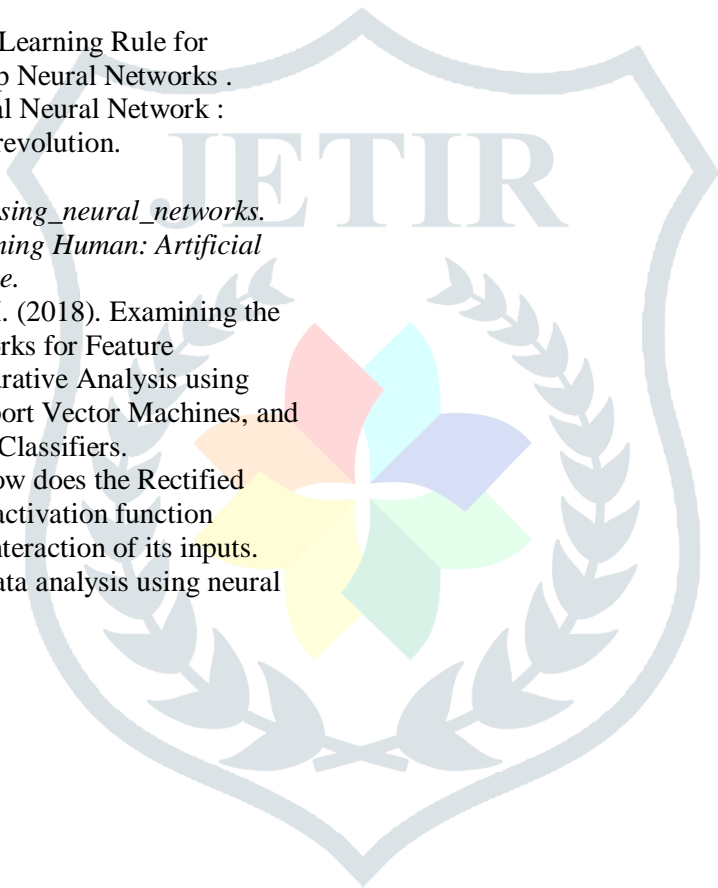 Learning Rule for
p Neural Networks .
al Neural Network :
revolution.
JETIR
sing_neural_networks.
ning Human: Artificial
e.
. (2018). Examining the
rks for Feature
arative Analysis using
port Vector Machines, and
Classifiers.
ow does the Rectified
activation function
nteraction of its inputs.
ata analysis using neural